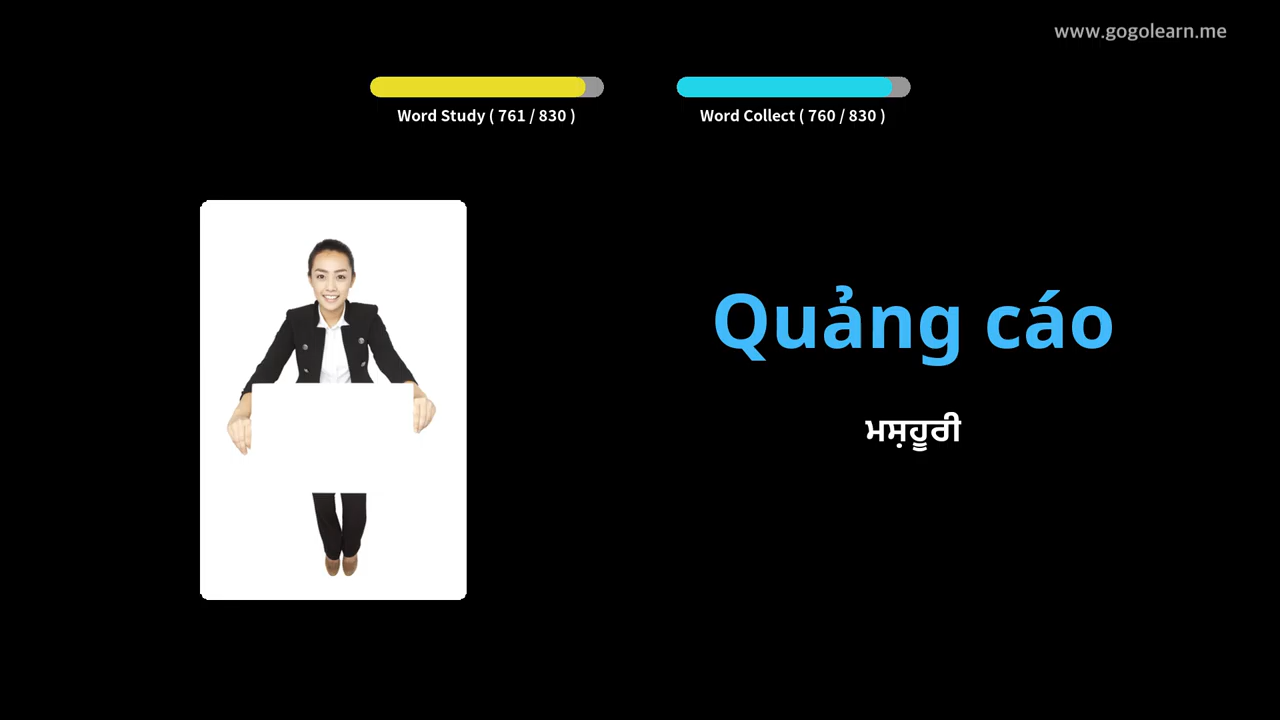 www.gogolearn.me
Word Study ( 761 / 830 )
Word Collect ( 760 / 830 )
Quảng cáo
ਮਸ਼ਹੂਰੀ